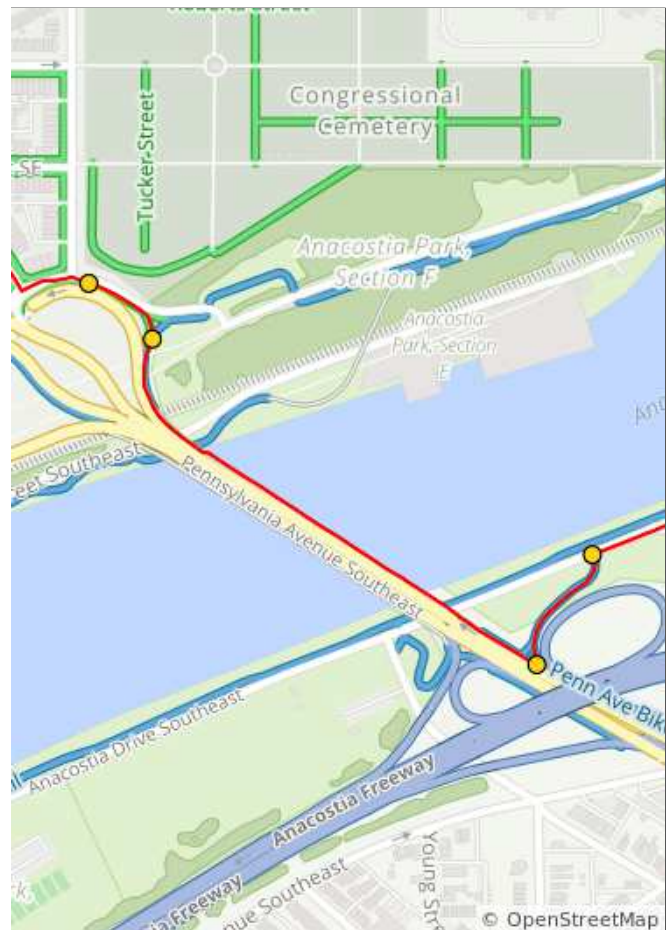 Congressional
Cemetery
Tucker Street
SE
Anacostia Park,
Section F
Anacostia
Park, Section
E
eet Southeast
Pennsylvania Avenue Southeast
Penn Ave Bik
Anacostia Drive Southeast
Anacostia Freeway
Young Stre
Freeway
nue Southeast
© OpenStreetMap